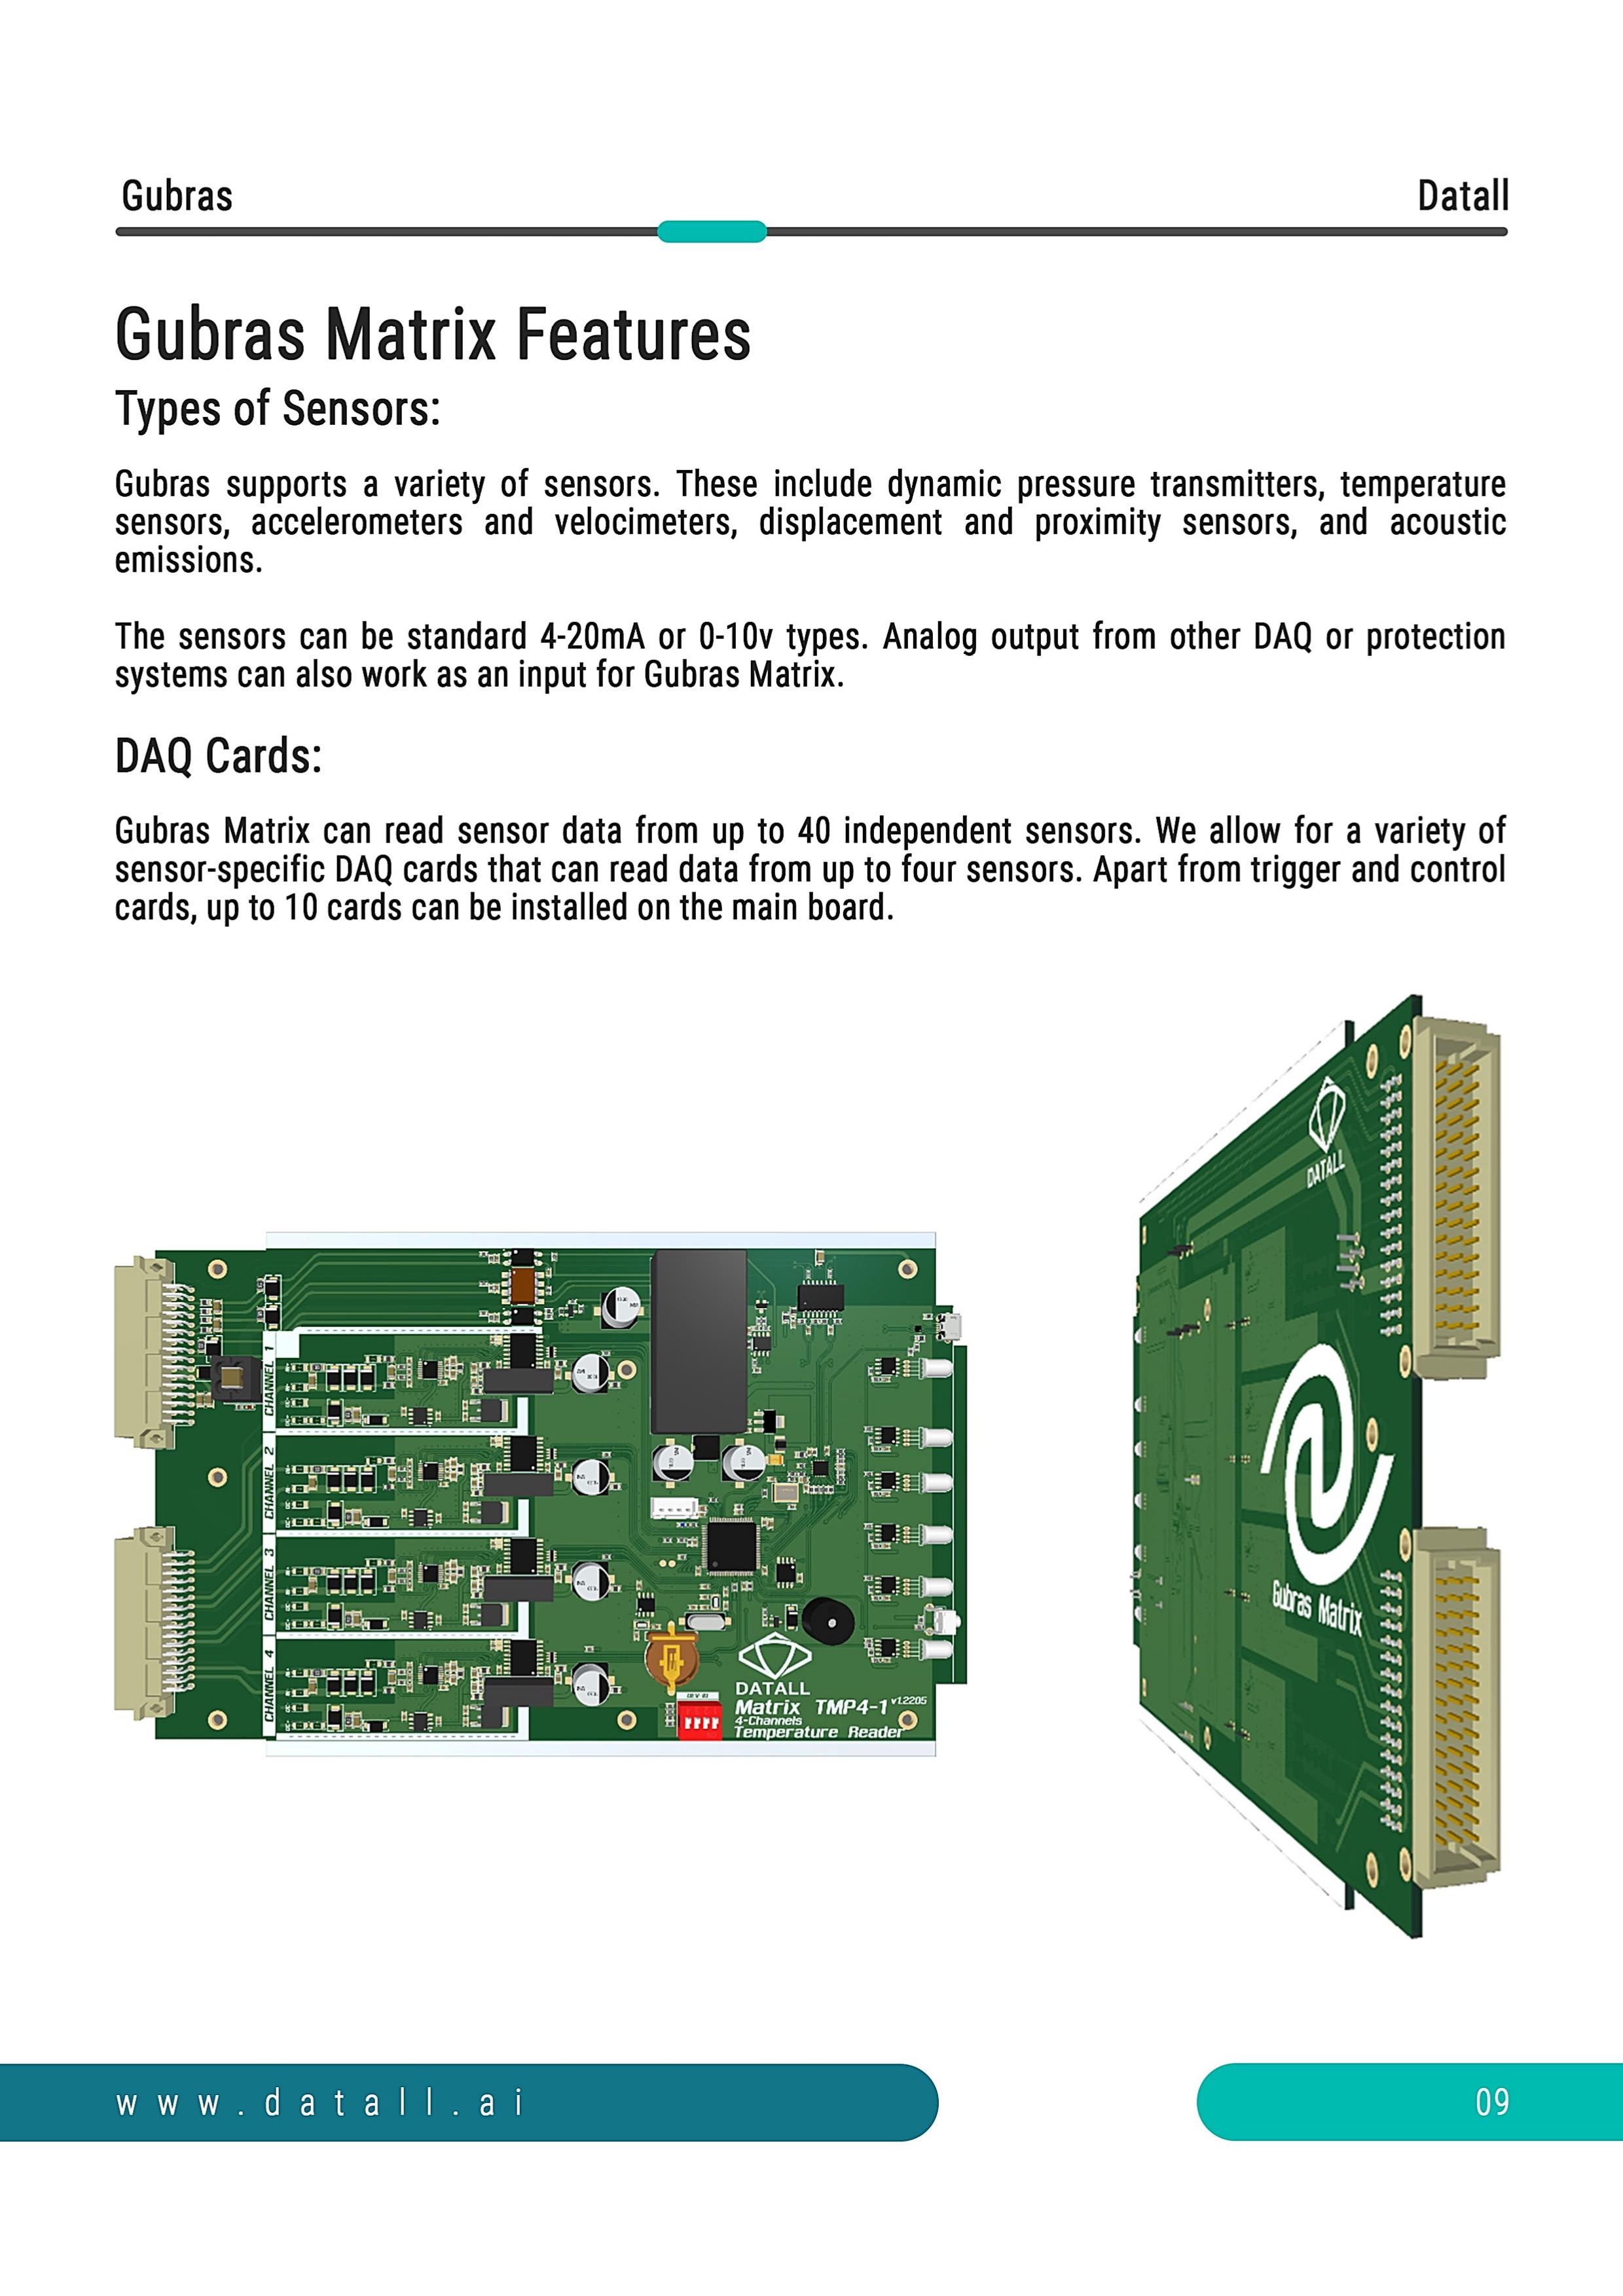 Gubras
Datall
Gubras Matrix Features
Types of Sensors:
Gubras supports a variety of sensors. These include dynamic pressure transmitters, temperature
sensors, accelerometers and velocimeters, displacement and proximity sensors, and acoustic
emissions.
The sensors can be standard 4-20mA or 0-10v types. Analog output from other DAQ or protection
systems can also work as an input for Gubras Matrix.
DAQ Cards:
Gubras Matrix can read sensor data from up to 40 independent sensors. We allow for a variety of
sensor-specific DAQ cards that can read data from up to four sensors. Apart from trigger and control
cards, up to 10 cards can be installed on the main board.
CHANNEL 1
CHANNEL 2
CHANNEL 3
CHANNEL 4
DATALL
Matrix TMP4-1 v1.2205
4-Channels
Temperature Reader
DATALL
Gubras Matrix
www.datall.ai
09